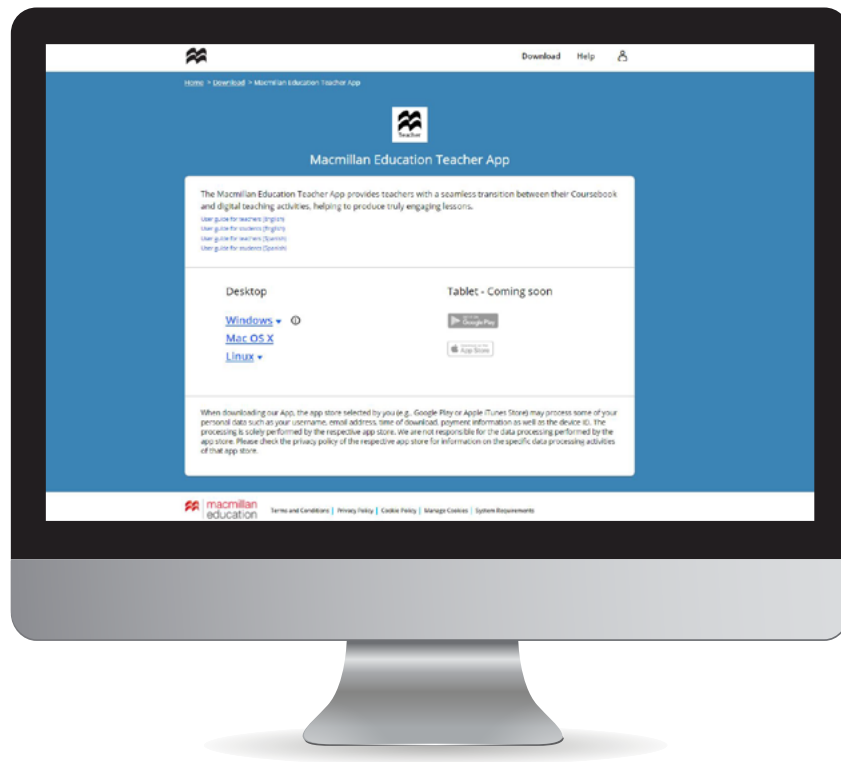 Download Help
Home > Download > Macmillan Education Teacher App
Teacher
Macmillan Education Teacher App
The Macmillan Education Teacher App provides teachers with a seamless transition between their Coursebook
and digital teaching activities, helping to produce truly engaging lessons.
User guide for teachers (English)
User guide for students (English)
User guide for teachers (Spanish)
User guide for students (Spanish)
Desktop
Windows
Mac OS X
Linux
Tablet - Coming soon
Google Play
App Store
When downloading our App, the app store selected by you (e.g., Google Play or Apple iTunes Store) may process some of your
personal data such as your username, email address, time of download, payment information as well as the device ID. The
processing is solely performed by the respective app store. We are not responsible for the data processing performed by the
app store. Please check the privacy policy of the respective app store for information on the specific data processing activities
of that app store.
macmillan
education
Terms and Conditions | Privacy Policy | Cookie Policy | Manage Cookies | System Requirements